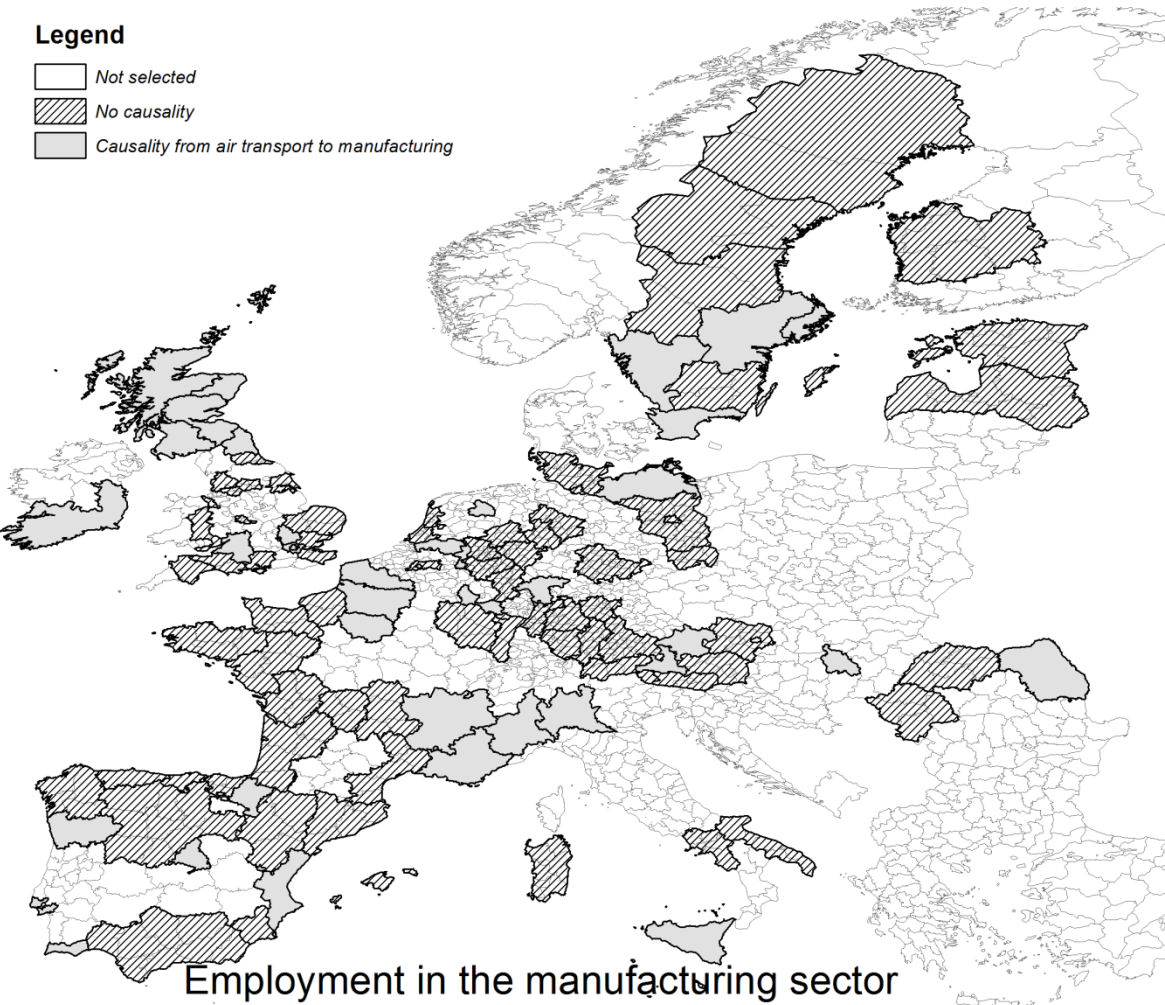 Legend
Not selected
No causality
Causality from air transport to manufacturing
Employment in the manufacturing sector